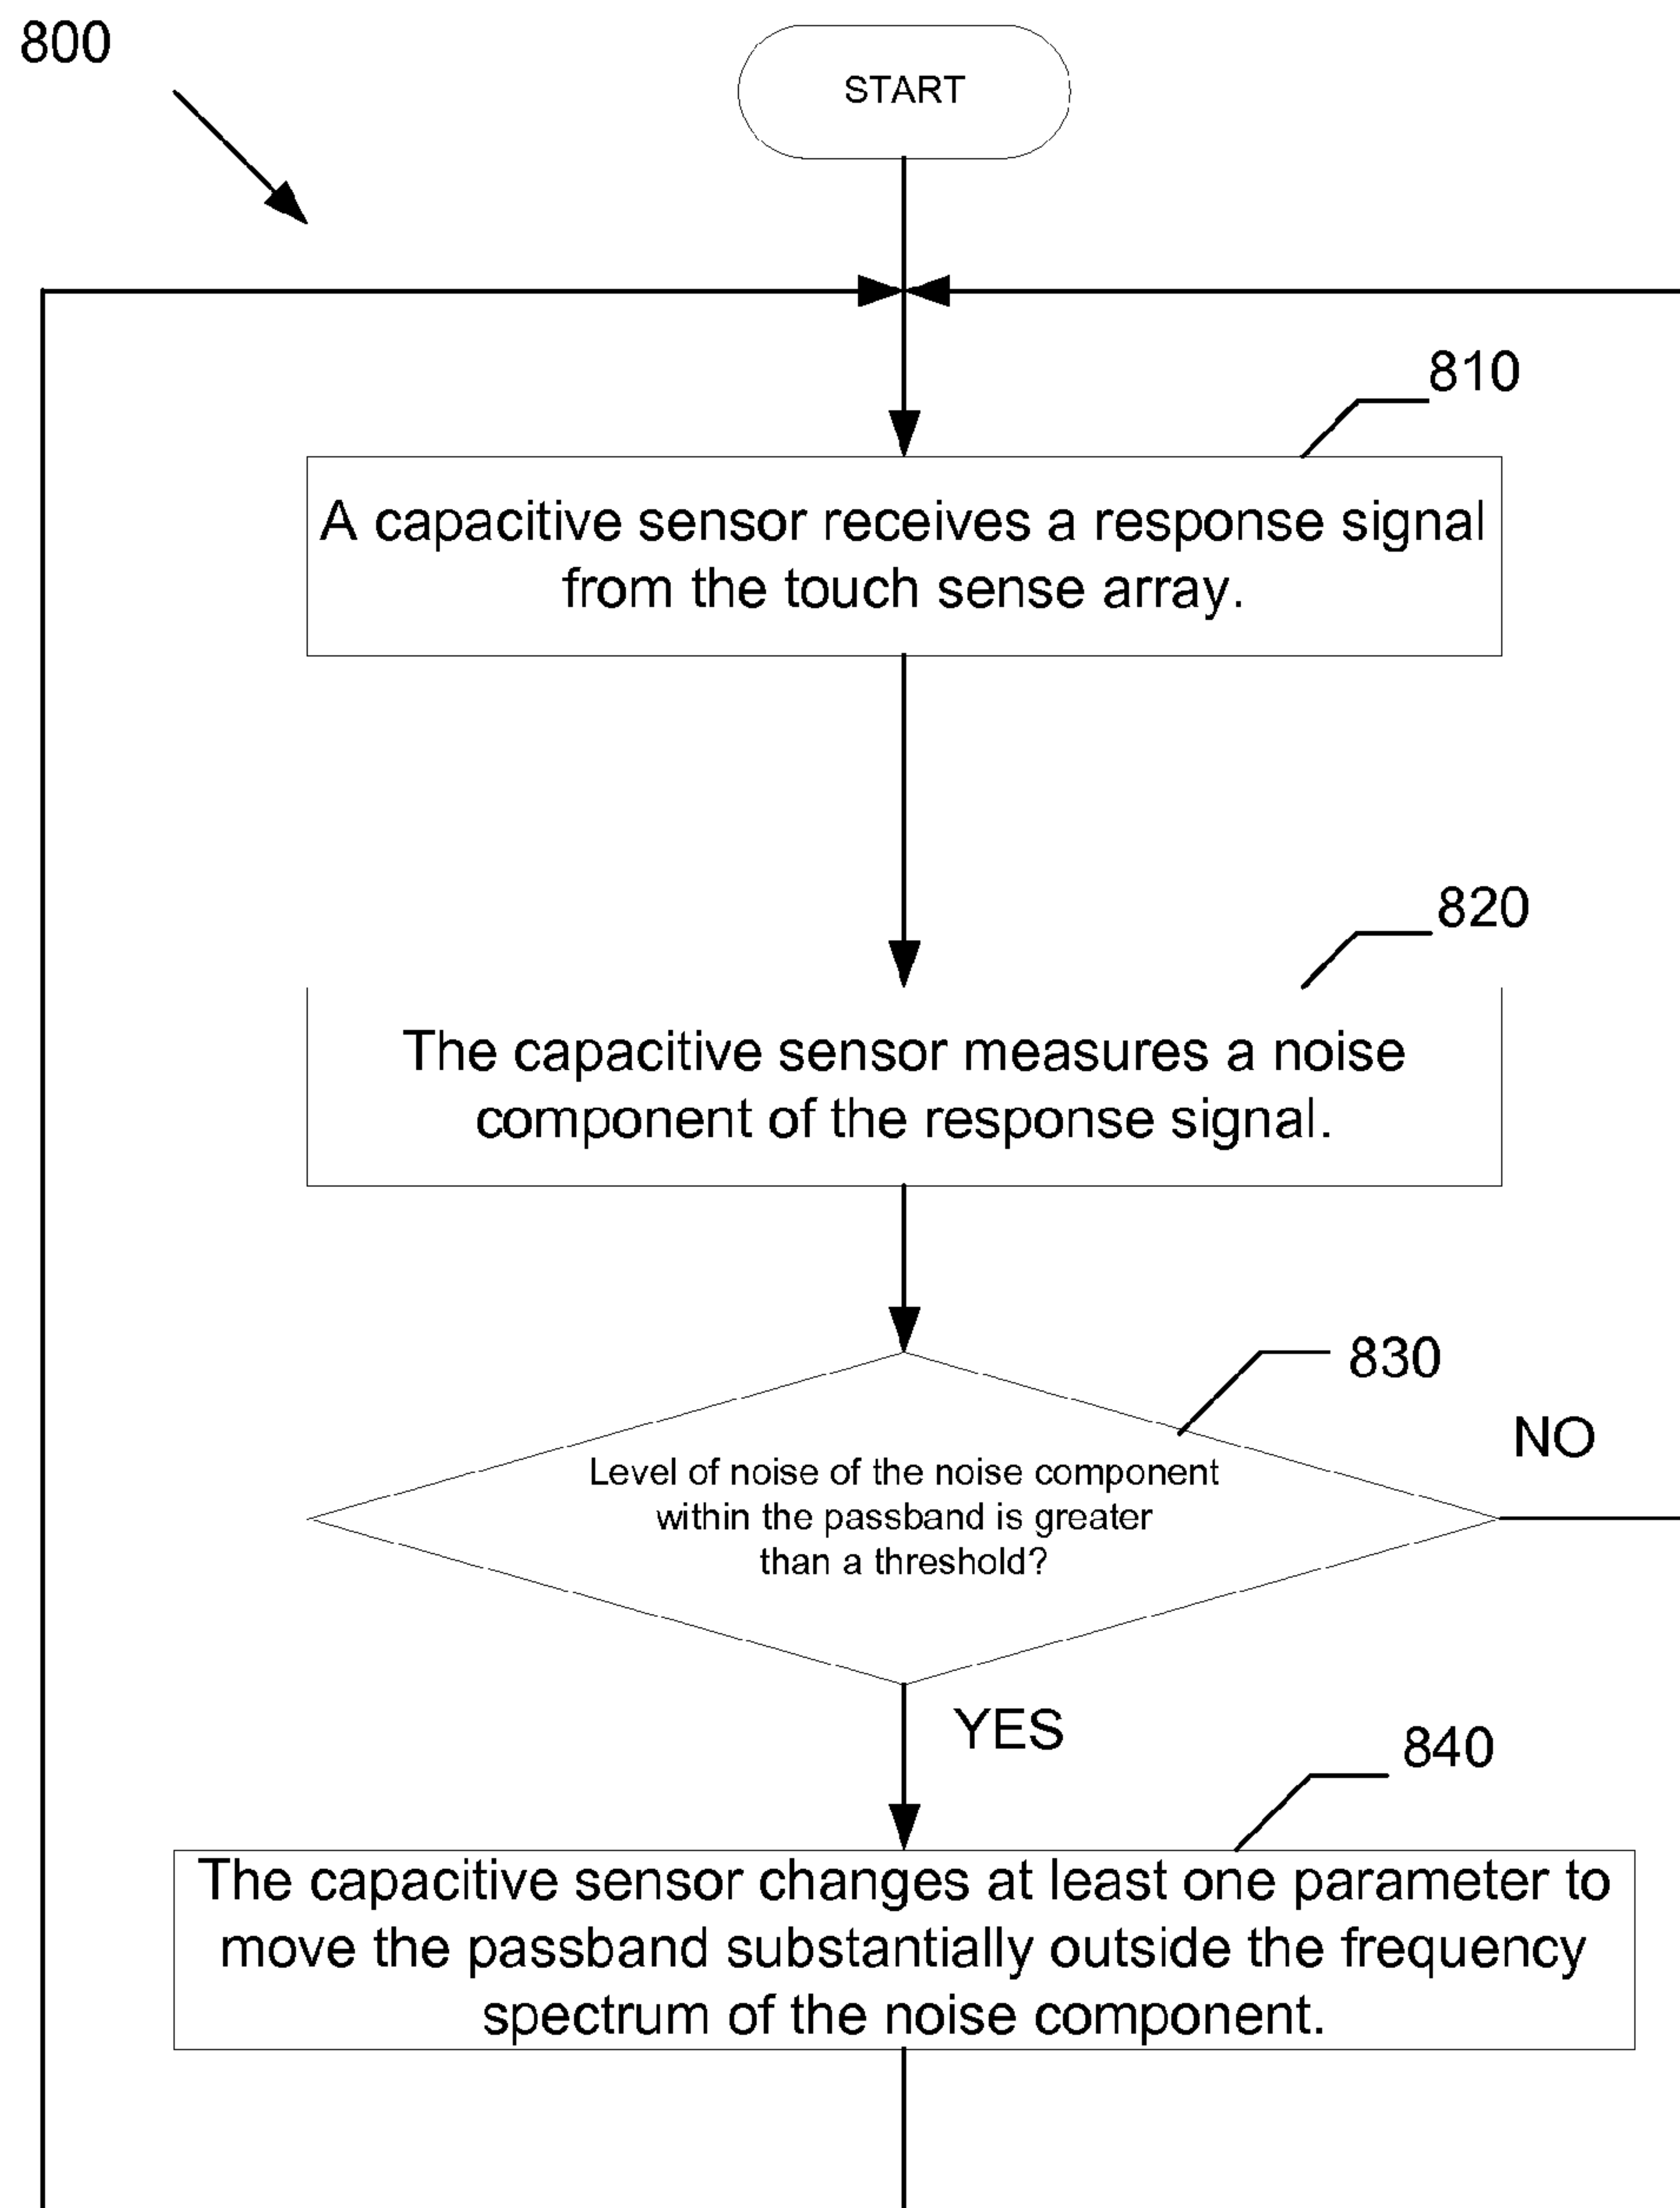 800
START
810
A capacitive sensor receives a response signal
from the touch sense array.
820
The capacitive sensor measures a noise
component of the response signal.
830
NO
Level of noise of the noise component
within the passband is greater
than a threshold?
YES
840
The capacitive sensor changes at least one parameter to
move the passband substantially outside the frequency
spectrum of the noise component.